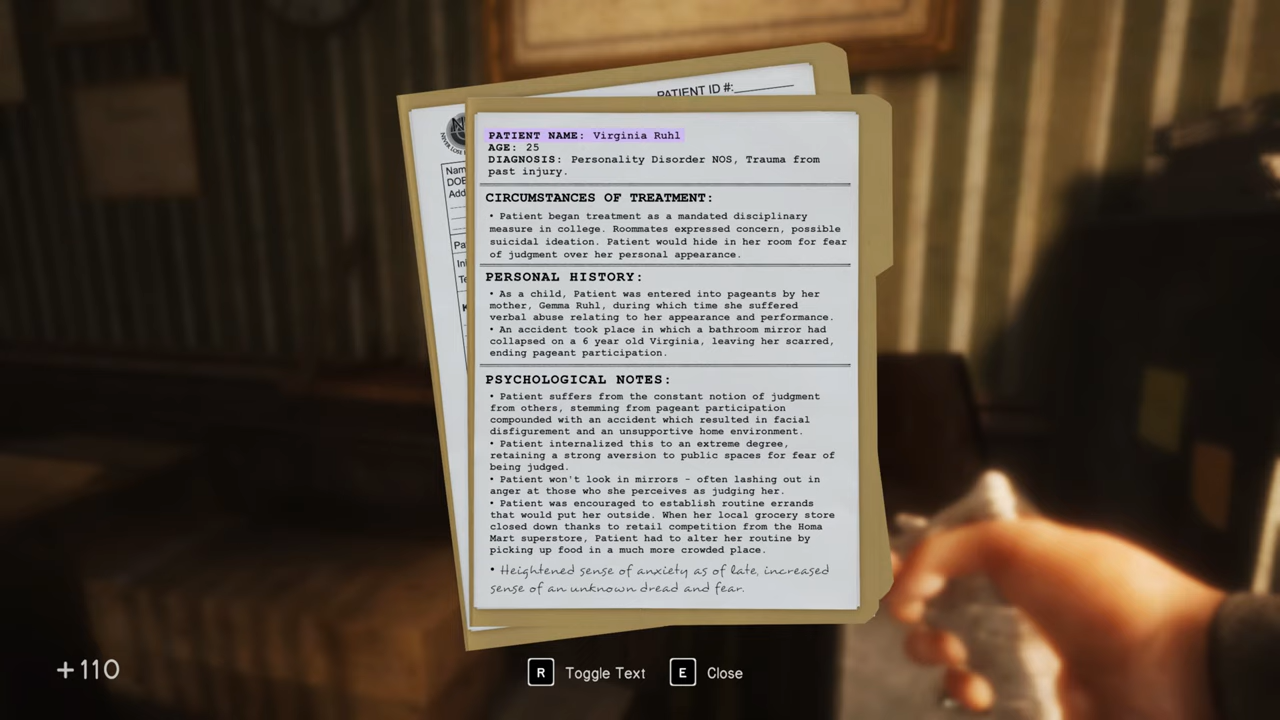 PATIENT ID #:
PATIENT NAME: Virginia Ruhl
AGE: 25
DIAGNOSIS: Personality Disorder NOS, Trauma from
past injury.
CIRCUMSTANCES OF TREATMENT:
• Patient began treatment as a mandated disciplinary
measure in college. Roommates expressed concern, possible
suicidal ideation. Patient would hide in her room for fear
of judgment over her personal appearance.
PERSONAL HISTORY:
• As a child, Patient was entered into pageants by her
mother, Gemma Ruhl, during which time she suffered
verbal abuse relating to her appearance and performance.
• An accident took place in which a bathroom mirror had
collapsed on a 6 year old Virginia, leaving her scarred,
ending pageant participation.
PSYCHOLOGICAL NOTES:
• Patient suffers from the constant notion of judgment
from others, stemming from pageant participation
compounded with an accident which resulted in facial
disfigurement and an unsupportive home environment.
• Patient internalized this to an extreme degree,
retaining a strong aversion to public spaces for fear of
being judged.
• Patient won't look in mirrors – often lashing out in
anger at those who she perceives as judging her.
• Patient was encouraged to establish routine errands
that would put her outside. When her local grocery store
closed down thanks to retail competition from the Homa
Mart superstore, Patient had to alter her routine by
picking up food in a much more crowded place.
• Heightened sense of anxiety as of late, increased
sense of an unknown dread and fear.
+110
R Toggle Text E Close